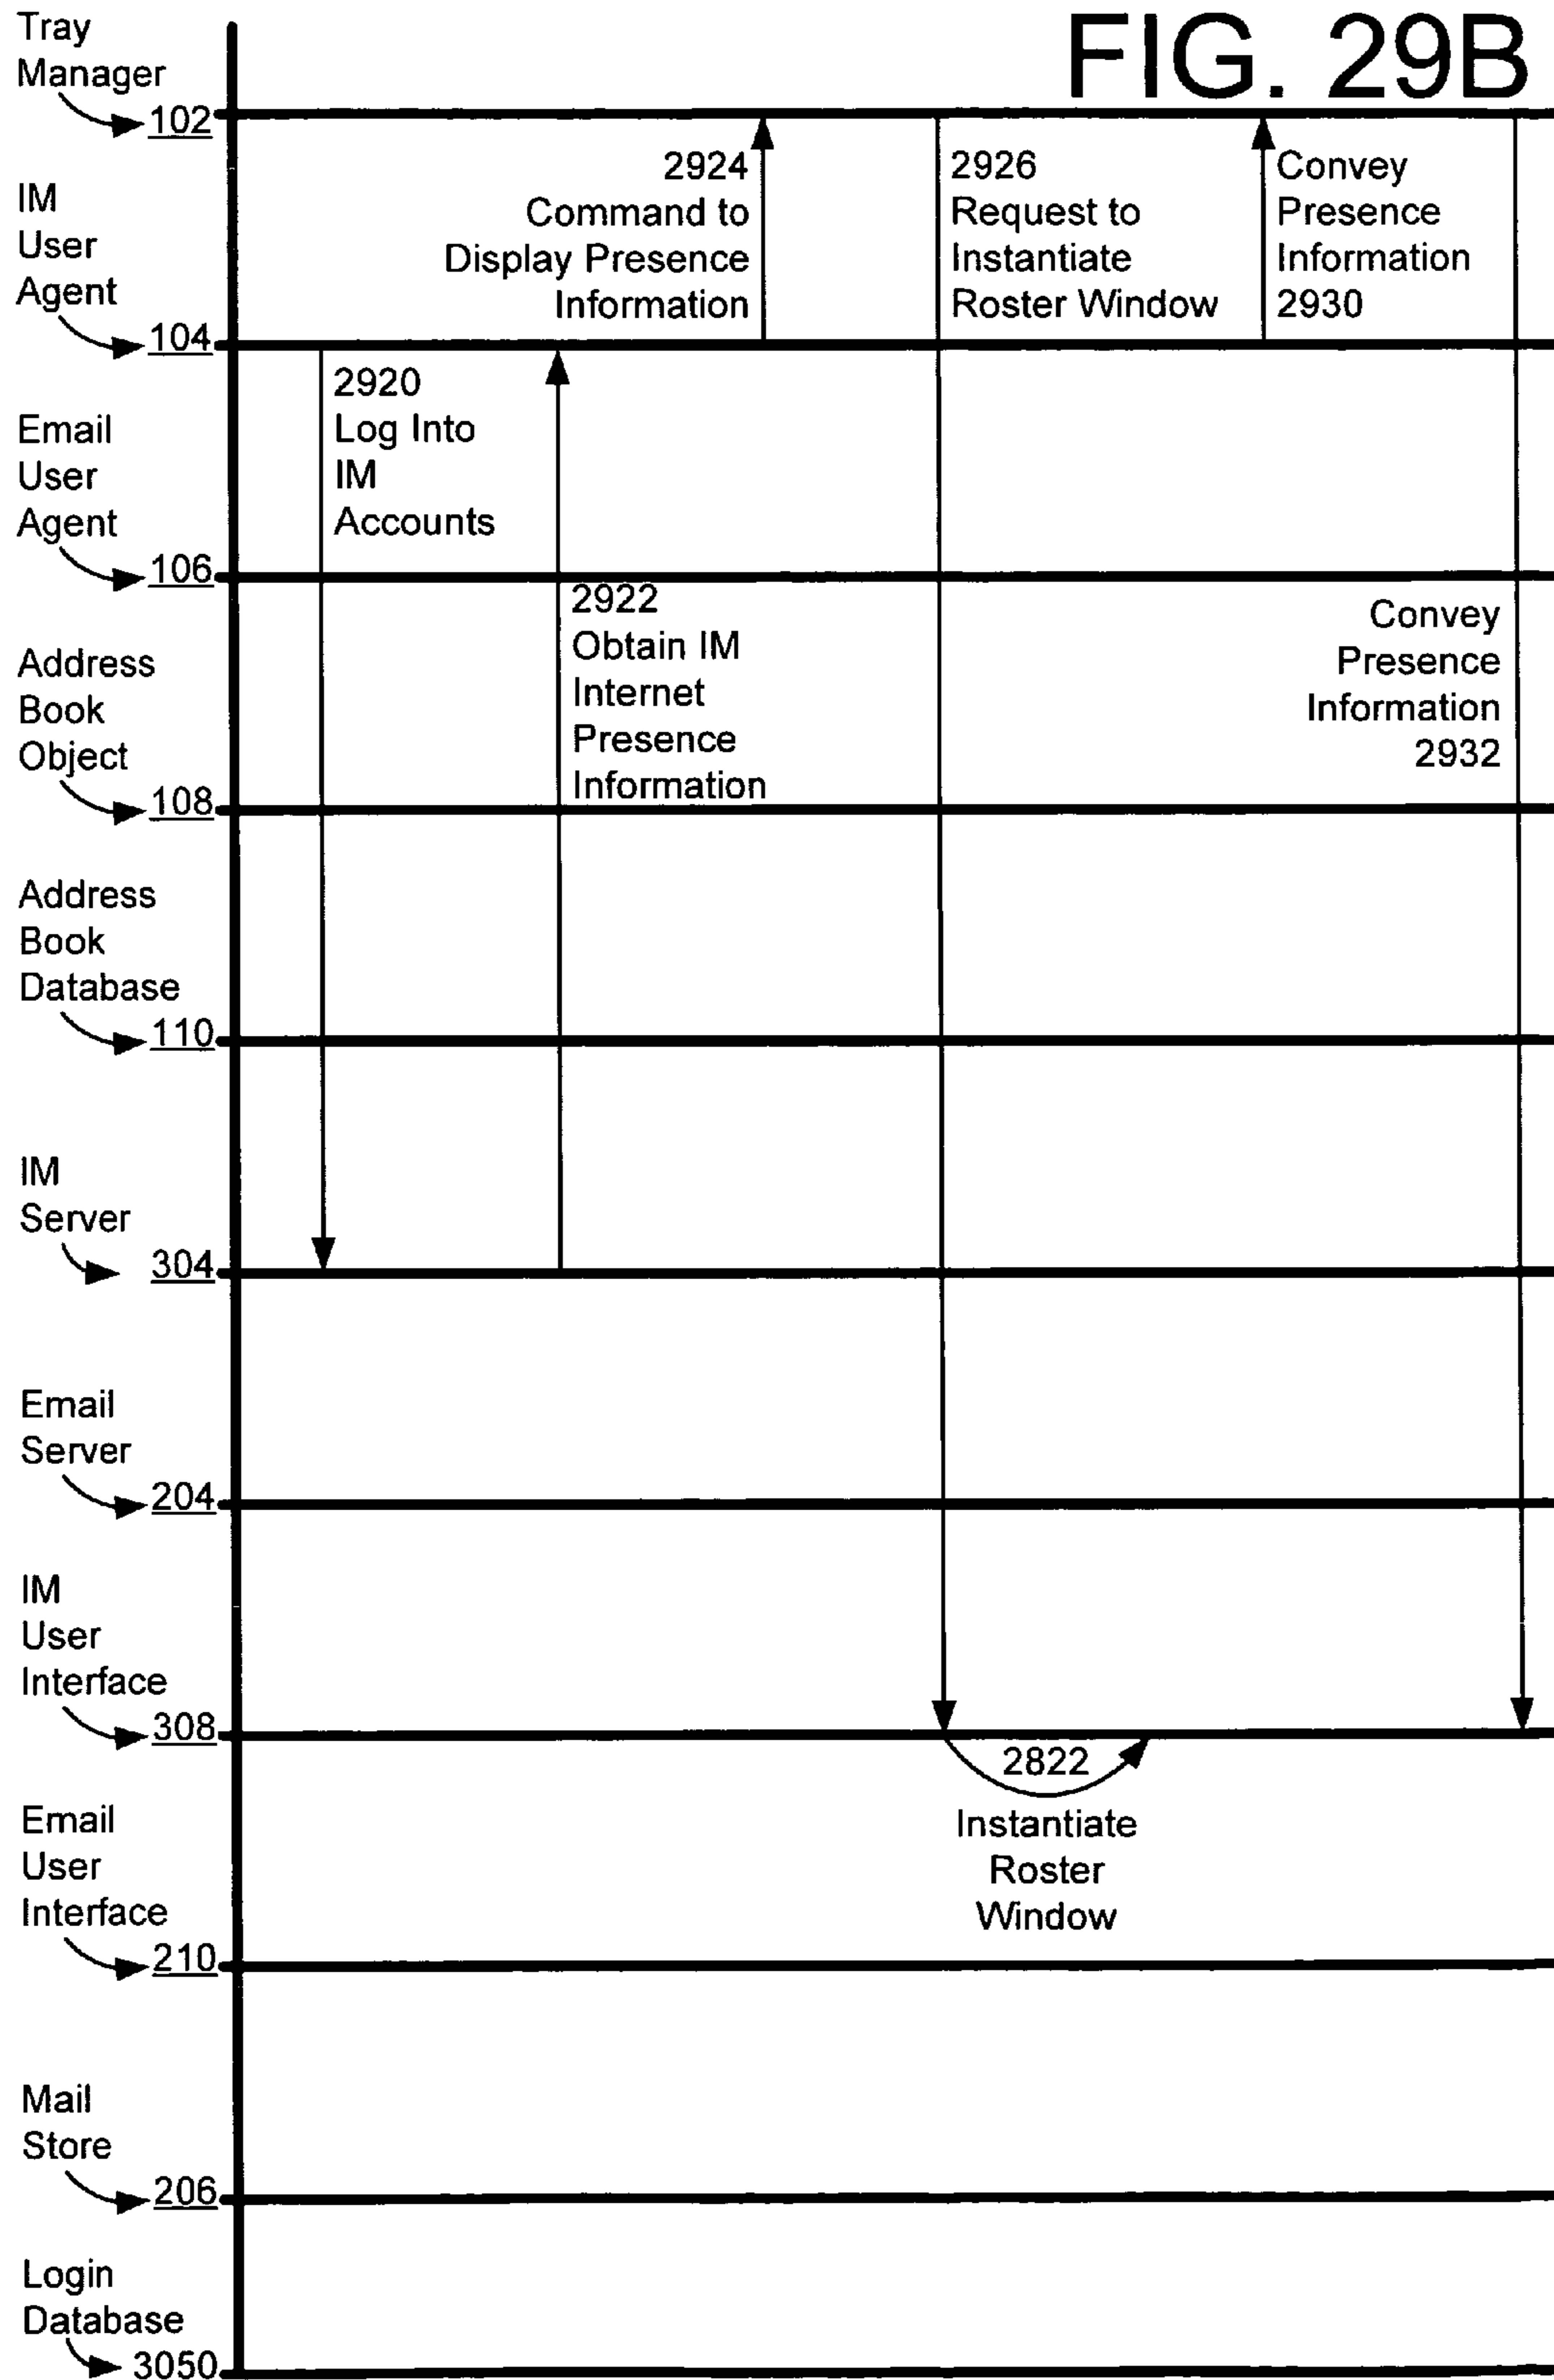 FIG. 29B
Tray
Manager
102
IM
User
Agent
104
Email
User
Agent
106
Address
Book
Object
108
Address
Book
Database
110
IM
Server
304
Email
Server
204
IM
User
Interface
308
Email
User
Interface
210
Mail
Store
206
Login
Database
3050
2920
Log Into
IM
Accounts
2922
Obtain IM
Internet
Presence
Information
2924
Command to
Display Presence
Information
2926
Request to
Instantiate
Roster Window
2822
Instantiate
Roster
Window
Convey
Presence
Information
2930
Convey
Presence
Information
2932